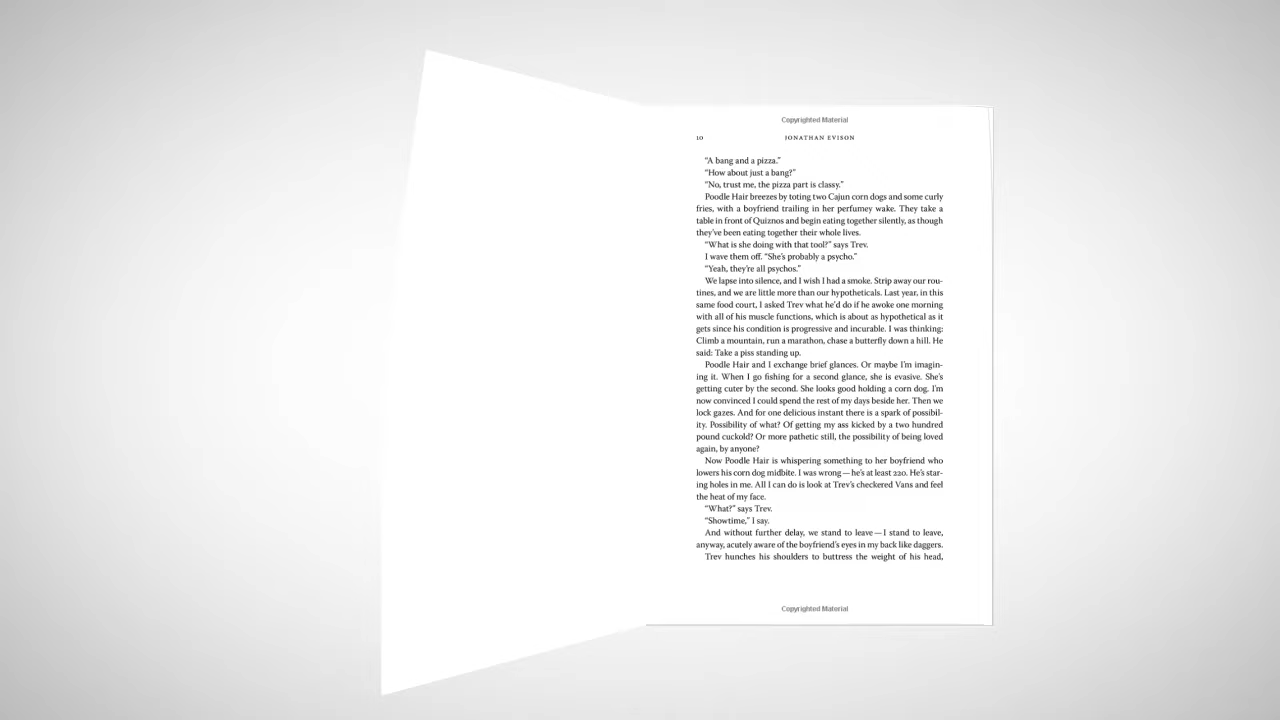 Copyrighted Material
10 JONATHAN EVISON
“A bang and a pizza.”
“How about just a bang?”
“No, trust me, the pizza part is classy.”
Poodle Hair breezes by toting two Cajun corn dogs and some curly
fries, with a boyfriend trailing in her perfumey wake. They take a
table in front of Quiznos and begin eating together silently, as though
they’ve been eating together their whole lives.
“What is she doing with that tool?” says Trev.
I wave them off. “She’s probably a psycho.”
“Yeah, they’re all psychos.”
We lapse into silence, and I wish I had a smoke. Strip away our rou-
tines, and we are little more than our hypotheticals. Last year, in this
same food court, I asked Trev what he’d do if he awoke one morning
with all of his muscle functions, which is about as hypothetical as it
gets since his condition is progressive and incurable. I was thinking:
Climb a mountain, run a marathon, chase a butterfly down a hill. He
said: Take a piss standing up.
Poodle Hair and I exchange brief glances. Or maybe I’m imagin-
ing it. When I go fishing for a second glance, she is evasive. She’s
getting cuter by the second. She looks good holding a corn dog. I’m
now convinced I could spend the rest of my days beside her. Then we
lock gazes. And for one delicious instant there is a spark of possibil-
ity. Possibility of what? Of getting my ass kicked by a two hundred
pound cuckold? Or more pathetic still, the possibility of being loved
again, by anyone?
Now Poodle Hair is whispering something to her boyfriend who
lowers his corn dog midbite. I was wrong—he’s at least 220. He’s star-
ing holes in me. All I can do is look at Trev’s checkered Vans and feel
the heat of my face.
“What?” says Trev.
“Showtime,” I say.
And without further delay, we stand to leave—I stand to leave,
anyway, acutely aware of the boyfriend’s eyes in my back like daggers.
Trev hunches his shoulders to buttress the weight of his head,
Copyrighted Material